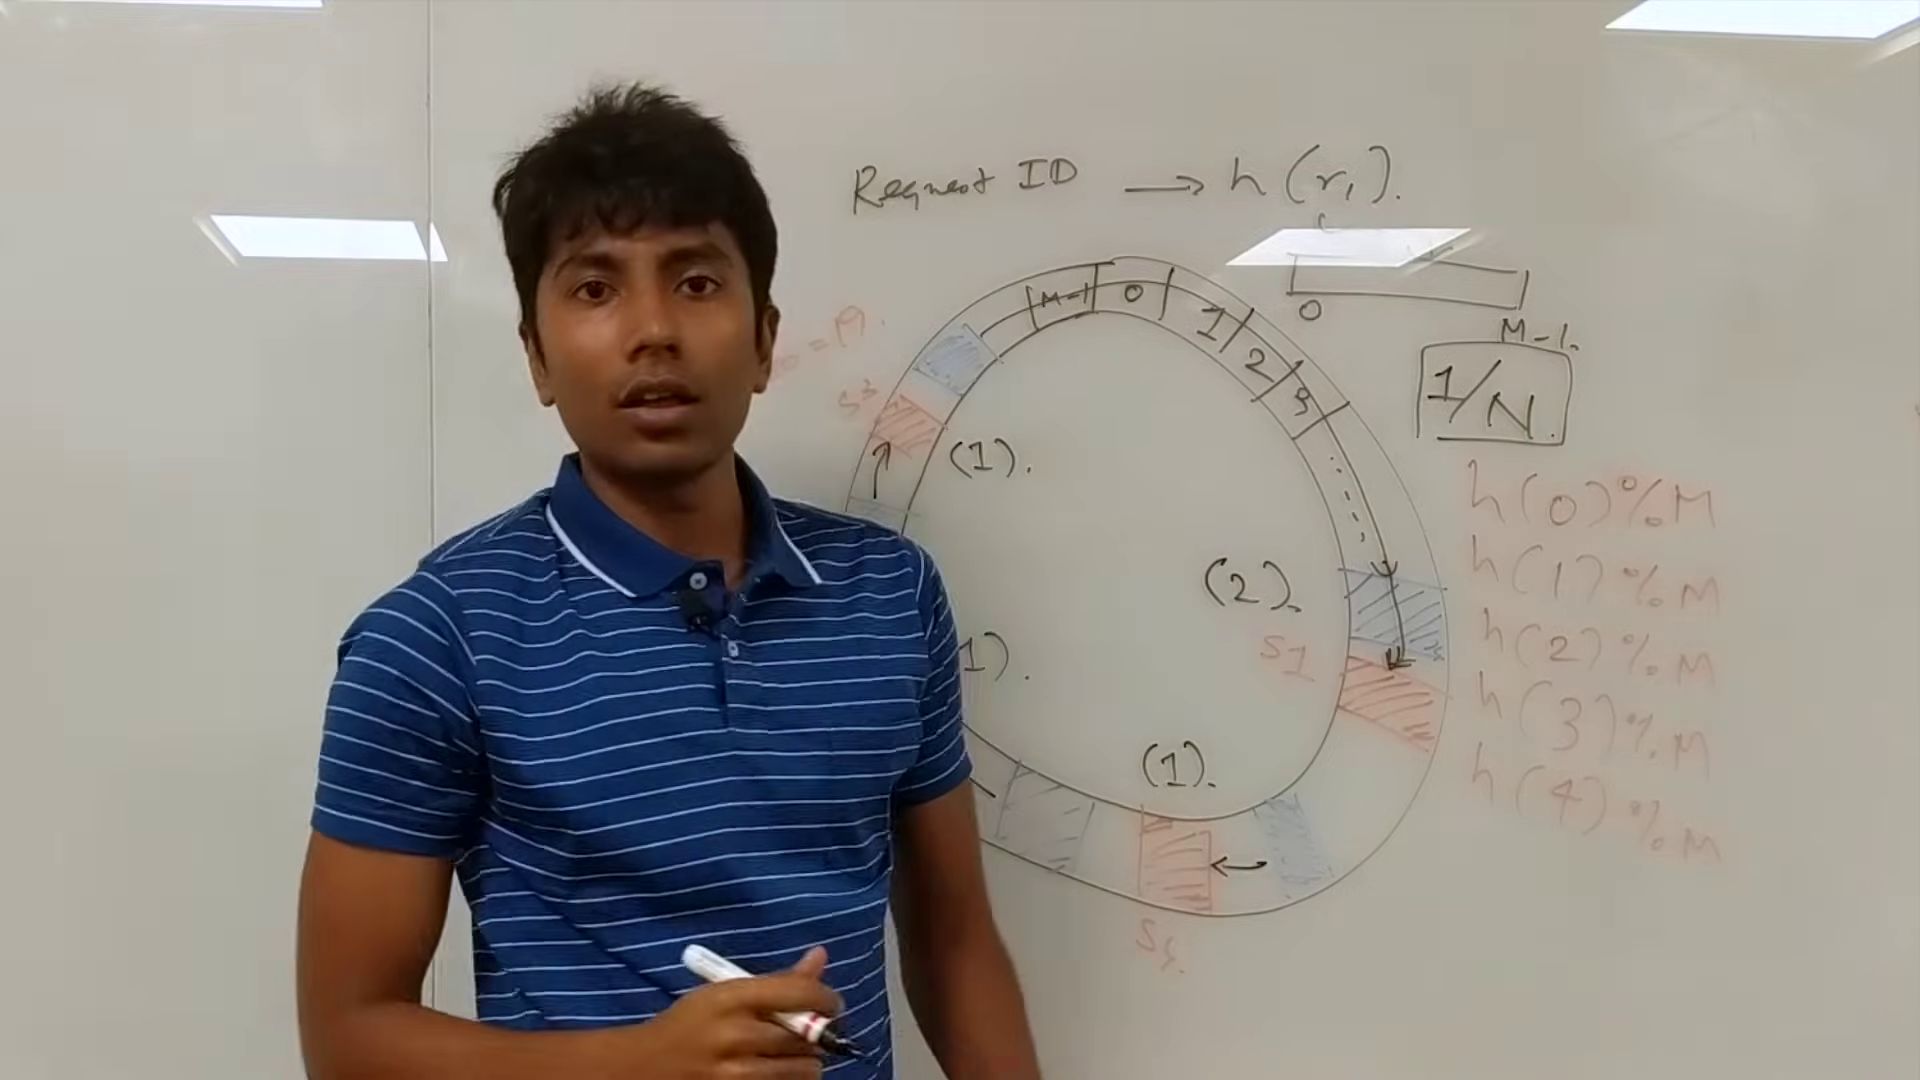 Request ID → h(r₁).
0
M-1.
M-1 0 1 2 3
1/N.
S3
(1).
h(0)%M
h(1)%M
(2).
h(2)%M
S1
1).
h(3)%M
(1).
h(4)%M